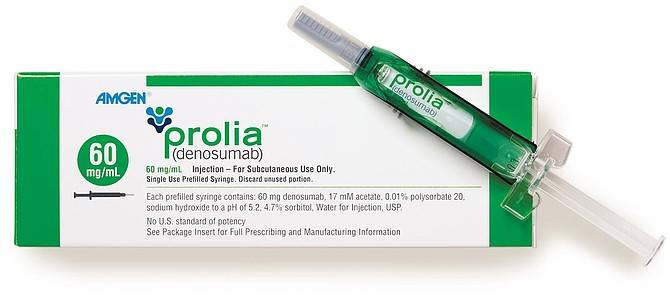 AMGEN®
prolia™
(denosumab)
60
mg/mL
60 mg/mL Injection – For Subcutaneous Use Only.
Single Use Prefilled Syringe. Discard unused portion.
Each prefilled syringe contains: 60 mg denosumab, 17 mM acetate, 0.01% polysorbate 20,
sodium hydroxide to a pH of 5.2, 4.7% sorbitol, Water for Injection, USP.
No U.S. standard of potency
See Package Insert for Full Prescribing and Manufacturing Information
prolia™
(denosumab)